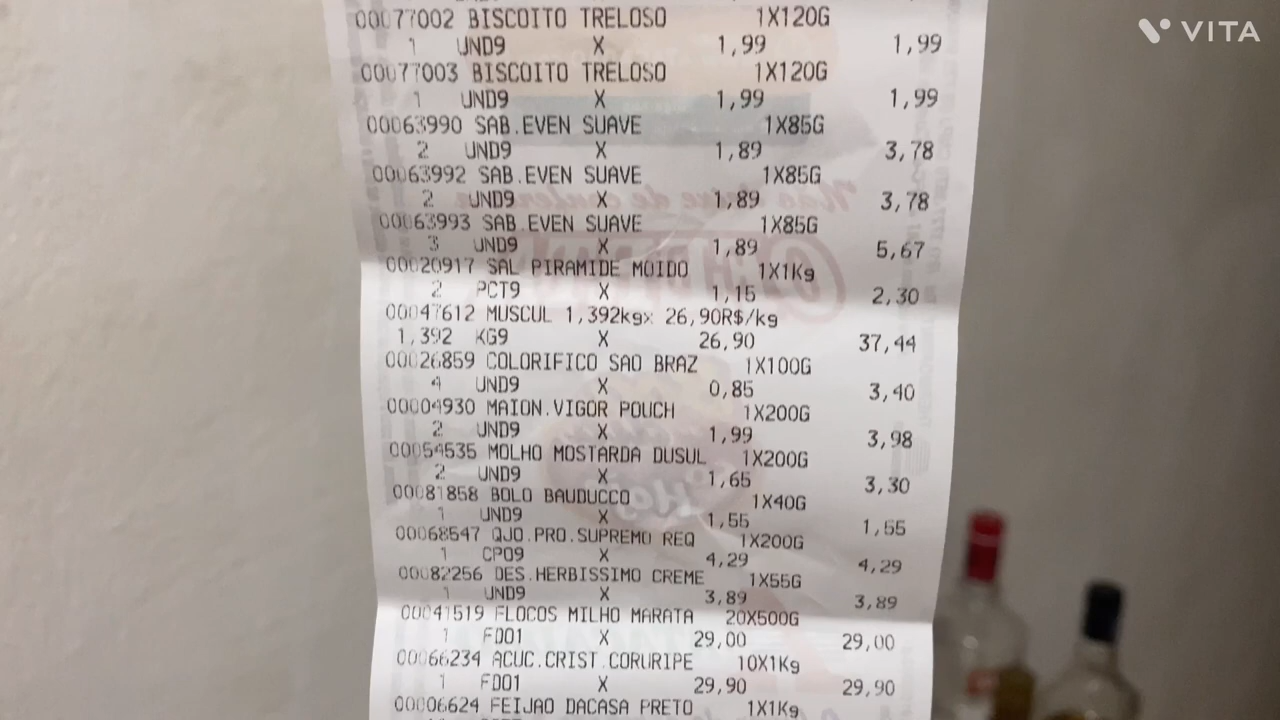 00077002 BISCOITO TRELOSO 1X120G
1 UND9 X 1,99 1,99
00077003 BISCOITO TRELOSO 1X120G
1 UND9 X 1,99 1,99
00063990 SAB.EVEN SUAVE 1X85G
2 UND9 X 1,89 3,78
00063992 SAB.EVEN SUAVE 1X85G
2 UND9 X 1,89 3,78
00063993 SAB.EVEN SUAVE 1X85G
3 UND9 X 1,89 5,67
00020917 SAL PIRAMIDE MOIDO 1X1Kg
2 PCT9 X 1,15 2,30
00047612 MUSCUL 1,392kgx 26,90R$/kg
1,392 KG9 X 26,90 37,44
00026859 COLORIFICO SAO BRAZ 1X100G
4 UND9 X 0,85 3,40
00004930 MAION.VIGOR POUCH 1X200G
2 UND9 X 1,99 3,98
00054535 MOLHO MOSTARDA DUSUL 1X200G
2 UND9 X 1,65 3,30
00081858 BOLO BAUDUCCO 1X40G
1 UND9 X 1,55 1,55
00068547 QJO.PRO.SUPREMO REQ 1X200G
1 CPO9 X 4,29 4,29
00082256 DES.HERBISSIMO CREME 1X55G
1 UND9 X 3,89 3,89
00041519 FLOCOS MILHO MARATA 20X500G
1 FD01 X 29,00 29,00
00066234 ACUC.CRIST.CORURIPE 10X1Kg
1 FD01 X 29,90 29,90
00006624 FEIJAO DACASA PRETO 1X1Kg
VITA